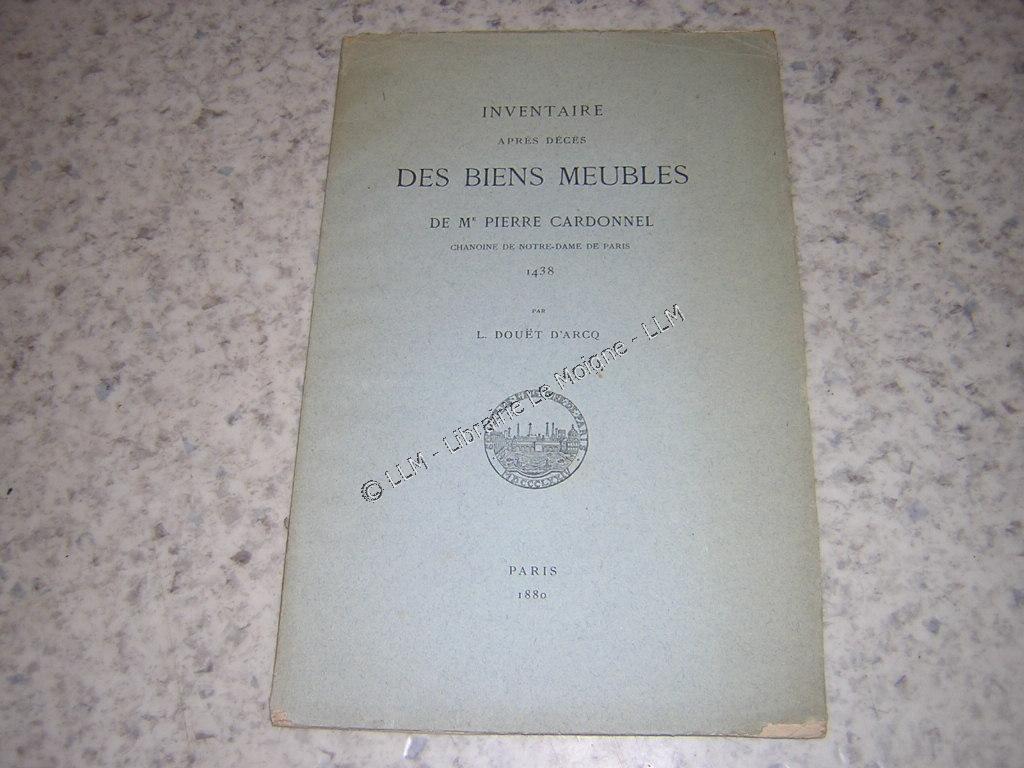 INVENTAIRE
APRÈS DÉCÈS
DES BIENS MEUBLES
DE Mᴱ PIERRE CARDONNEL
CHANOINE DE NOTRE-DAME DE PARIS
1438
PAR
L. DOUËT D'ARCQ
© LLM - Librairie Le Moigne - LLM
PARIS
1880